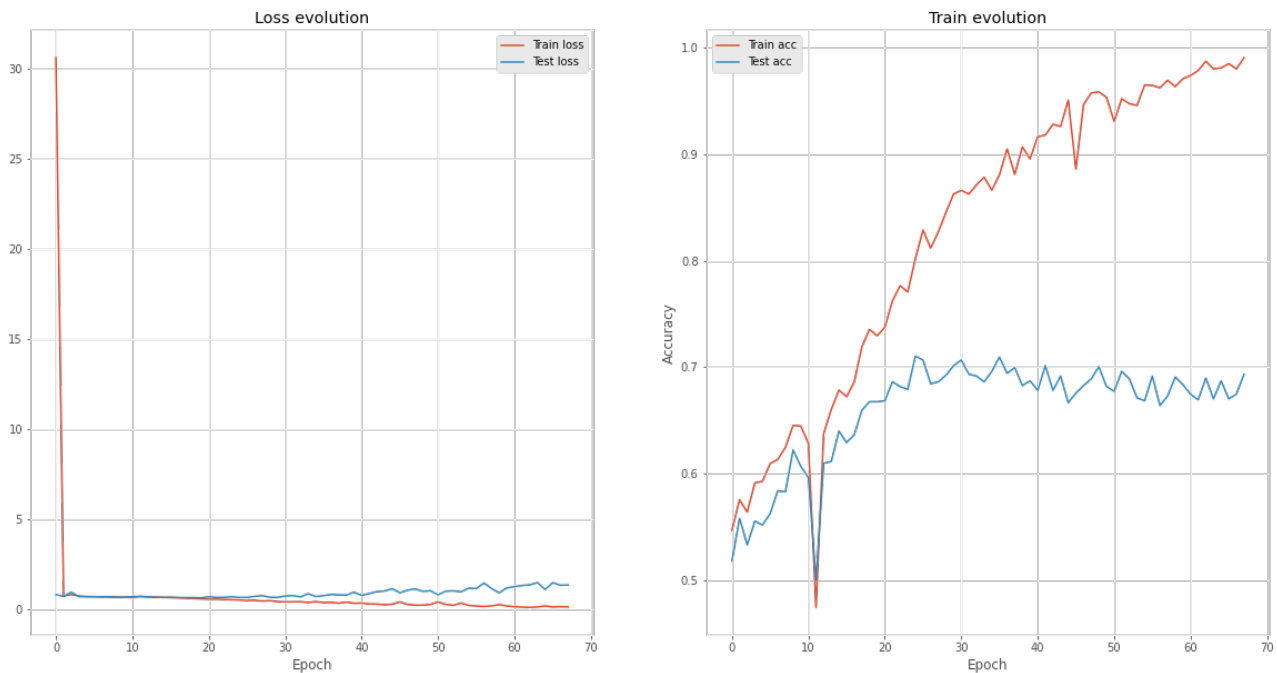 Loss evolution
Train loss
Test loss
30
25
20
15
10
5
0
0 10 20 30 40 50 60 70
Epoch
Train evolution
Train acc
Test acc
1.0
0.9
0.8
0.7
0.6
0.5
Accuracy
0 10 20 30 40 50 60 70
Epoch